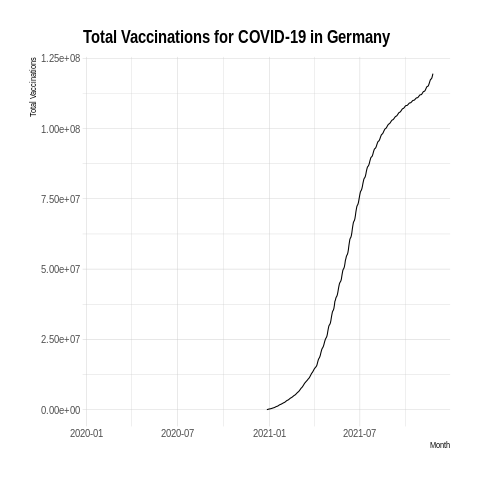 Total Vaccinations for COVID-19 in Germany
Total Vaccinations
1.25e+08
1.00e+08
7.50e+07
5.00e+07
2.50e+07
0.00e+00
2020-01 2020-07 2021-01 2021-07
Month